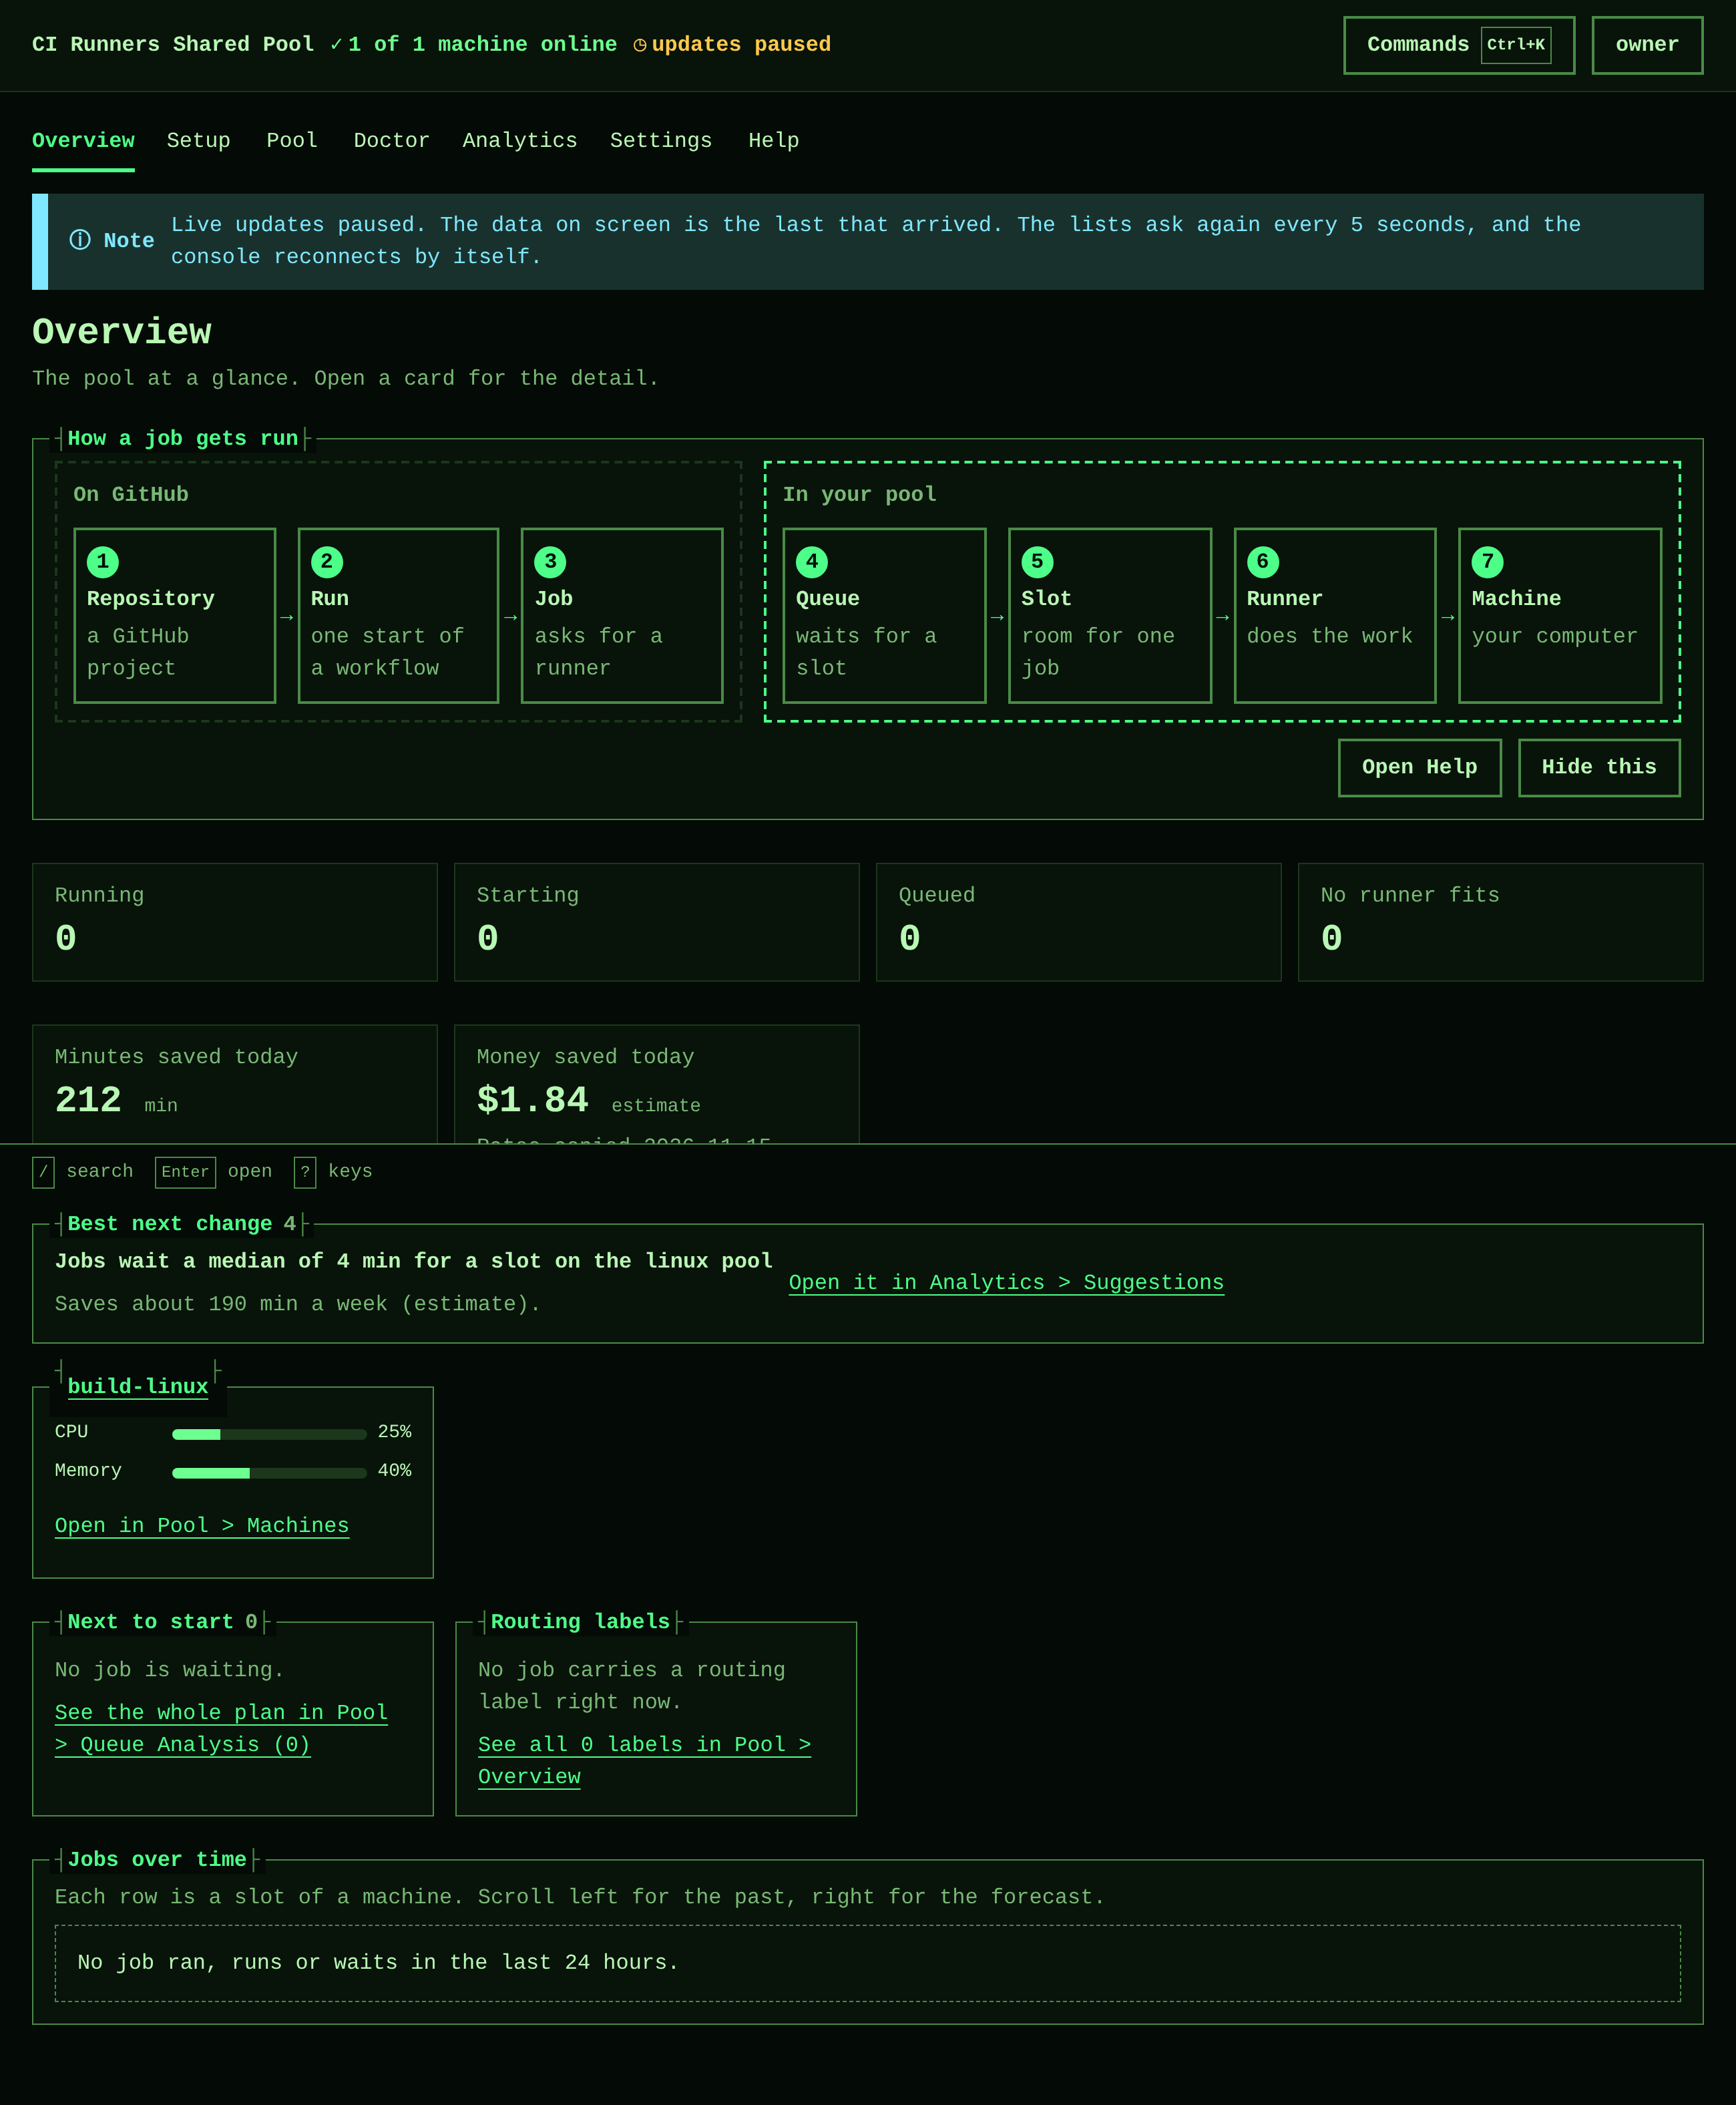 CI Runners Shared Pool ✓ 1 of 1 machine online ◷ updates paused
Commands Ctrl+K owner
Overview Setup Pool Doctor Analytics Settings Help
ⓘ Note
Live updates paused. The data on screen is the last that arrived. The lists ask again every 5 seconds, and the
console reconnects by itself.
Overview
The pool at a glance. Open a card for the detail.
How a job gets run
On GitHub
1
Repository
a GitHub
project
→
2
Run
one start of
a workflow
→
3
Job
asks for a
runner
In your pool
4
Queue
waits for a
slot
→
5
Slot
room for one
job
→
6
Runner
does the work
→
7
Machine
your computer
Open Help
Hide this
Running
0
Starting
0
Queued
0
No runner fits
0
Minutes saved today
212 min
Money saved today
$1.84 estimate
/ search Enter open ? keys
Best next change 4
Jobs wait a median of 4 min for a slot on the linux pool
Saves about 190 min a week (estimate).
Open it in Analytics > Suggestions
build-linux
CPU 25%
Memory 40%
Open in Pool > Machines
Next to start 0
No job is waiting.
See the whole plan in Pool
> Queue Analysis (0)
Routing labels
No job carries a routing
label right now.
See all 0 labels in Pool >
Overview
Jobs over time
Each row is a slot of a machine. Scroll left for the past, right for the forecast.
No job ran, runs or waits in the last 24 hours.